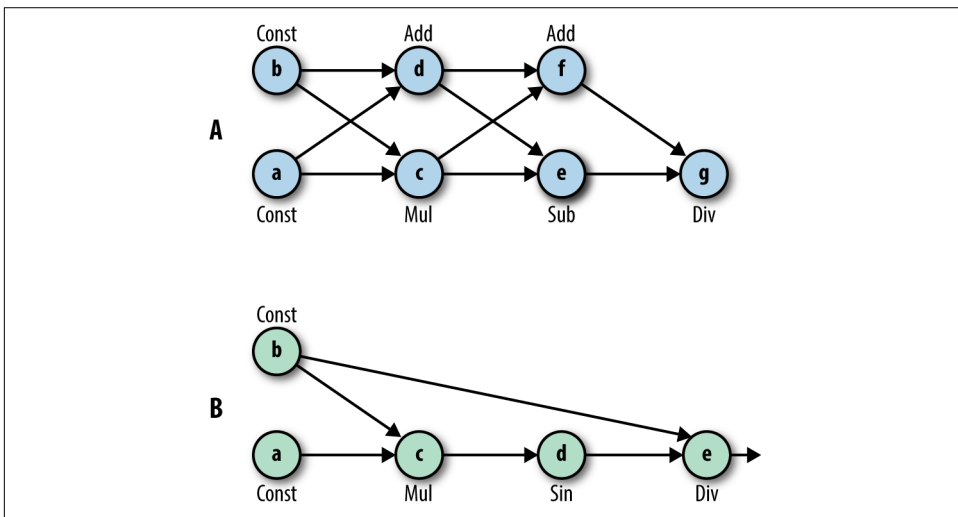 Const Add Add
b d f
A
a c e g
Const Mul Sub Div
Const
b
B
a c d e
Const Mul Sin Div